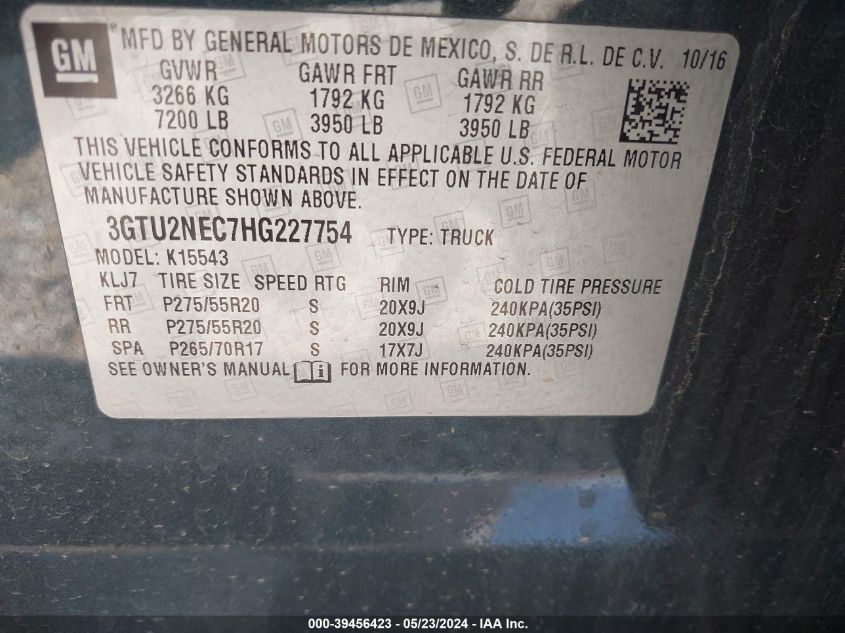 GM ® MFD BY GENERAL MOTORS DE MEXICO, S. DE R.L. DE C.V. 10/16
GVWR GAWR FRT GAWR RR
3266 KG 1792 KG 1792 KG
7200 LB 3950 LB 3950 LB
THIS VEHICLE CONFORMS TO ALL APPLICABLE U.S. FEDERAL MOTOR
VEHICLE SAFETY STANDARDS IN EFFECT ON THE DATE OF
MANUFACTURE SHOWN ABOVE.
3GTU2NEC7HG227754 TYPE: TRUCK
MODEL: K15543
KLJ7 TIRE SIZE SPEED RTG RIM COLD TIRE PRESSURE
FRT P275/55R20 S 20X9J 240KPA(35PSI)
RR P275/55R20 S 20X9J 240KPA(35PSI)
SPA P265/70R17 S 17X7J 240KPA(35PSI)
SEE OWNER'S MANUAL i FOR MORE INFORMATION.
000-39456423 - 05/23/2024 - IAA Inc.